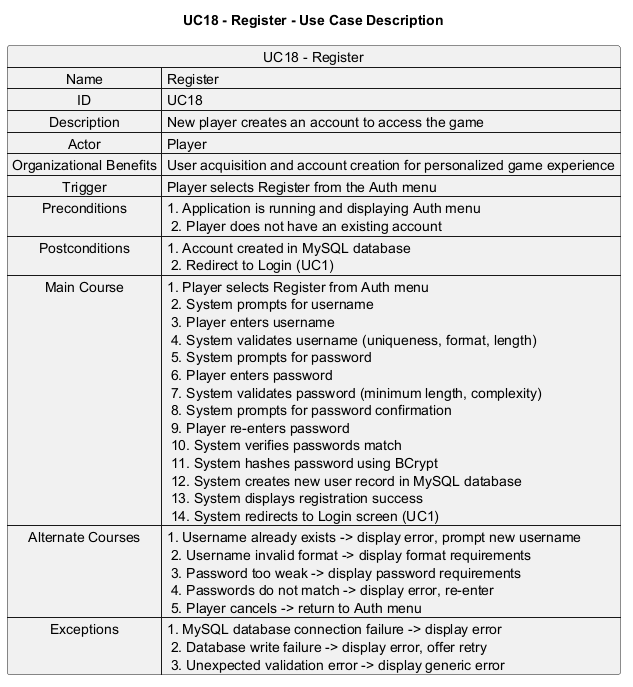 UC18 - Register - Use Case Description
UC18 - Register
Name Register
ID UC18
Description New player creates an account to access the game
Actor Player
Organizational Benefits User acquisition and account creation for personalized game experience
Trigger Player selects Register from the Auth menu
Preconditions 1. Application is running and displaying Auth menu
2. Player does not have an existing account
Postconditions 1. Account created in MySQL database
2. Redirect to Login (UC1)
Main Course 1. Player selects Register from Auth menu
2. System prompts for username
3. Player enters username
4. System validates username (uniqueness, format, length)
5. System prompts for password
6. Player enters password
7. System validates password (minimum length, complexity)
8. System prompts for password confirmation
9. Player re-enters password
10. System verifies passwords match
11. System hashes password using BCrypt
12. System creates new user record in MySQL database
13. System displays registration success
14. System redirects to Login screen (UC1)
Alternate Courses 1. Username already exists -> display error, prompt new username
2. Username invalid format -> display format requirements
3. Password too weak -> display password requirements
4. Passwords do not match -> display error, re-enter
5. Player cancels -> return to Auth menu
Exceptions 1. MySQL database connection failure -> display error
2. Database write failure -> display error, offer retry
3. Unexpected validation error -> display generic error